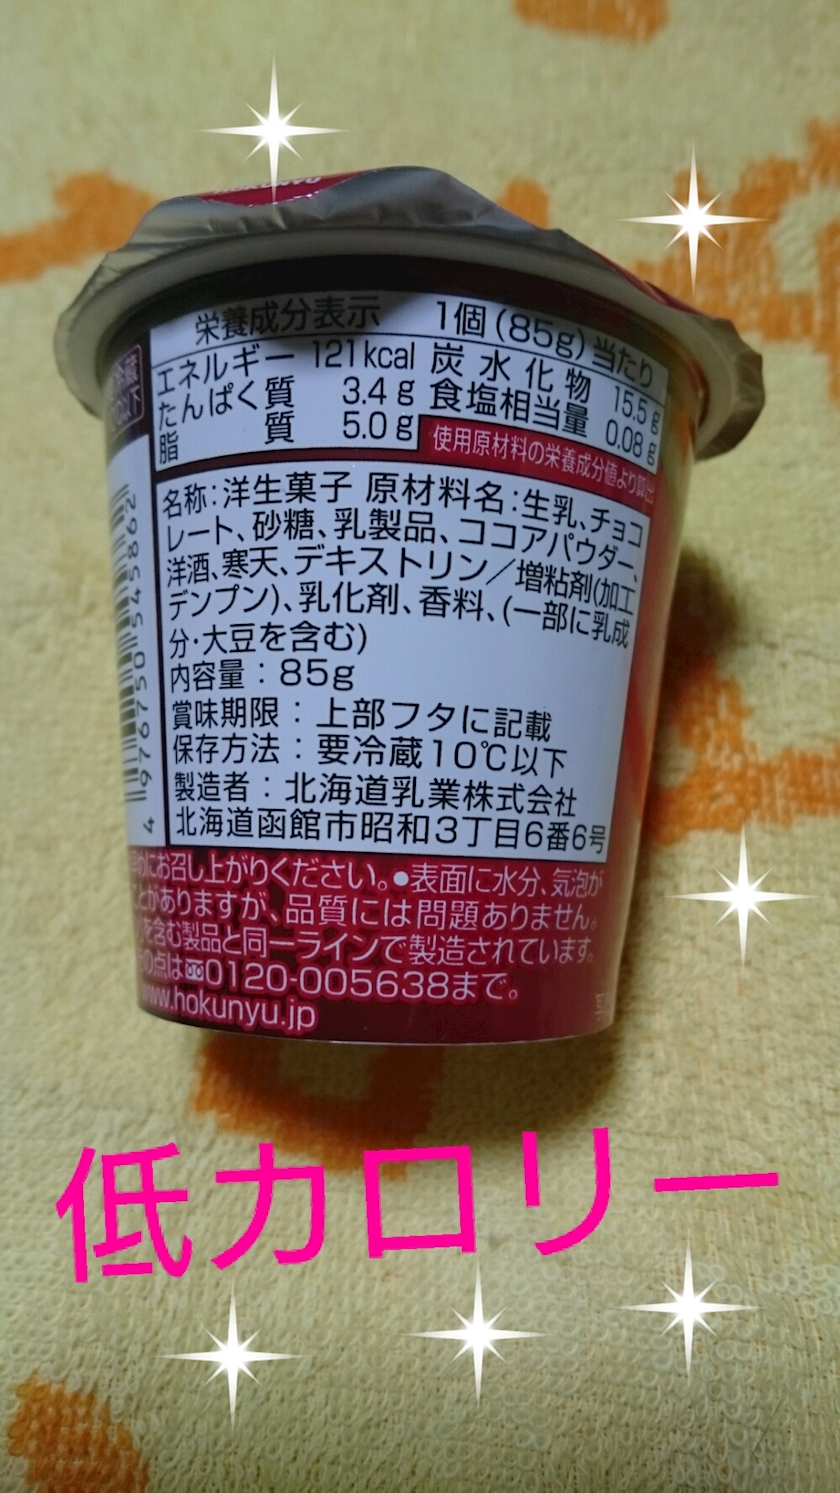 栄養成分表示 1個(85g)当たり
エネルギー 121kcal 炭水化物 15.5g
たんぱく質 3.4g 食塩相当量 0.08g
脂質 5.0g 使用原材料の栄養成分値より算出
名称:洋生菓子 原材料名:生乳、チョコ
レート、砂糖、乳製品、ココアパウダー、
洋酒、寒天、デキストリン/増粘剤(加工
デンプン)、乳化剤、香料、(一部に乳成
分・大豆を含む)
内容量:85g
賞味期限:上部フタに記載
保存方法:要冷蔵10℃以下
製造者:北海道乳業株式会社
北海道函館市昭和3丁目6番6号
4 976750 545862
にお召し上がりください。●表面に水分、気泡が
とがありますが、品質には問題ありません。
を含む製品と同一ラインで製造されています。
の点は 0120-005638まで。
www.hokunyu.jp
低カロリー